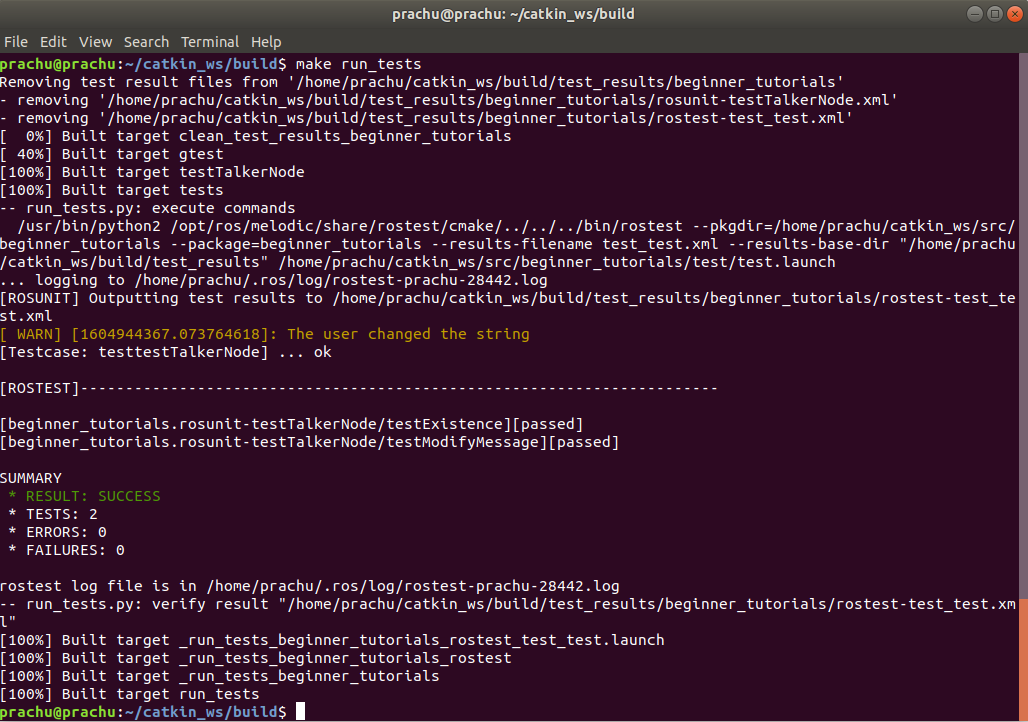 prachu@prachu: ~/catkin_ws/build
File Edit View Search Terminal Help
prachu@prachu:~/catkin_ws/build$ make run_tests
Removing test result files from '/home/prachu/catkin_ws/build/test_results/beginner_tutorials'
- removing '/home/prachu/catkin_ws/build/test_results/beginner_tutorials/rosunit-testTalkerNode.xml'
- removing '/home/prachu/catkin_ws/build/test_results/beginner_tutorials/rostest-test_test.xml'
[  0%] Built target clean_test_results_beginner_tutorials
[ 40%] Built target gtest
[100%] Built target testTalkerNode
[100%] Built target tests
-- run_tests.py: execute commands
  /usr/bin/python2 /opt/ros/melodic/share/rostest/cmake/../../../bin/rostest --pkgdir=/home/prachu/catkin_ws/src/
beginner_tutorials --package=beginner_tutorials --results-filename test_test.xml --results-base-dir "/home/prachu
/catkin_ws/build/test_results" /home/prachu/catkin_ws/src/beginner_tutorials/test/test.launch
... logging to /home/prachu/.ros/log/rostest-prachu-28442.log
[ROSUNIT] Outputting test results to /home/prachu/catkin_ws/build/test_results/beginner_tutorials/rostest-test_te
st.xml
[ WARN] [1604944367.073764618]: The user changed the string
[Testcase: testtestTalkerNode] ... ok
[ROSTEST]-----------------------------------------------------------------------
[beginner_tutorials.rosunit-testTalkerNode/testExistence][passed]
[beginner_tutorials.rosunit-testTalkerNode/testModifyMessage][passed]
SUMMARY
 * RESULT: SUCCESS
 * TESTS: 2
 * ERRORS: 0
 * FAILURES: 0
rostest log file is in /home/prachu/.ros/log/rostest-prachu-28442.log
-- run_tests.py: verify result "/home/prachu/catkin_ws/build/test_results/beginner_tutorials/rostest-test_test.xm
l"
[100%] Built target _run_tests_beginner_tutorials_rostest_test_test.launch
[100%] Built target _run_tests_beginner_tutorials_rostest
[100%] Built target _run_tests_beginner_tutorials
[100%] Built target run_tests
prachu@prachu:~/catkin_ws/build$